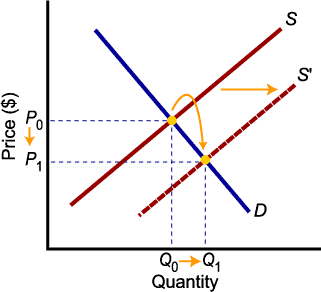 S
S'
Price ($)
P0
P1
D
Q0
Q1
Quantity